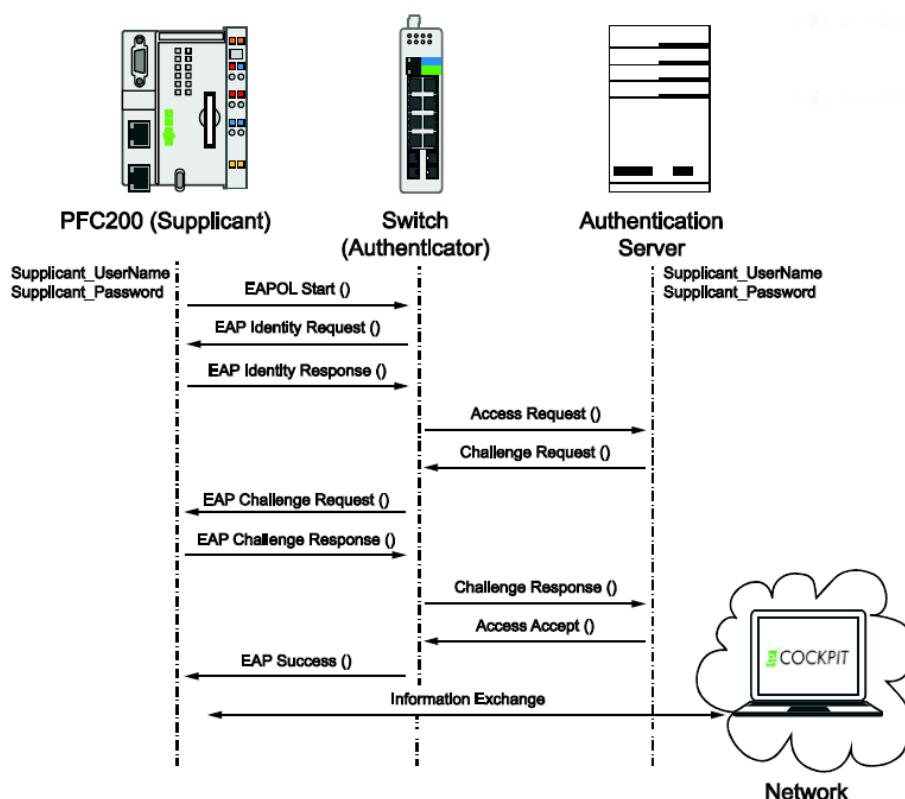 PFC200 (Supplicant)
Switch
(Authenticator)
Authentication
Server
Supplicant_UserName
Supplicant_Password
Supplicant_UserName
Supplicant_Password
EAPOL Start ()
EAP Identity Request ()
EAP Identity Response ()
Access Request ()
Challenge Request ()
EAP Challenge Request ()
EAP Challenge Response ()
Challenge Response ()
Access Accept ()
EAP Success ()
Information Exchange
COCKPIT
Network